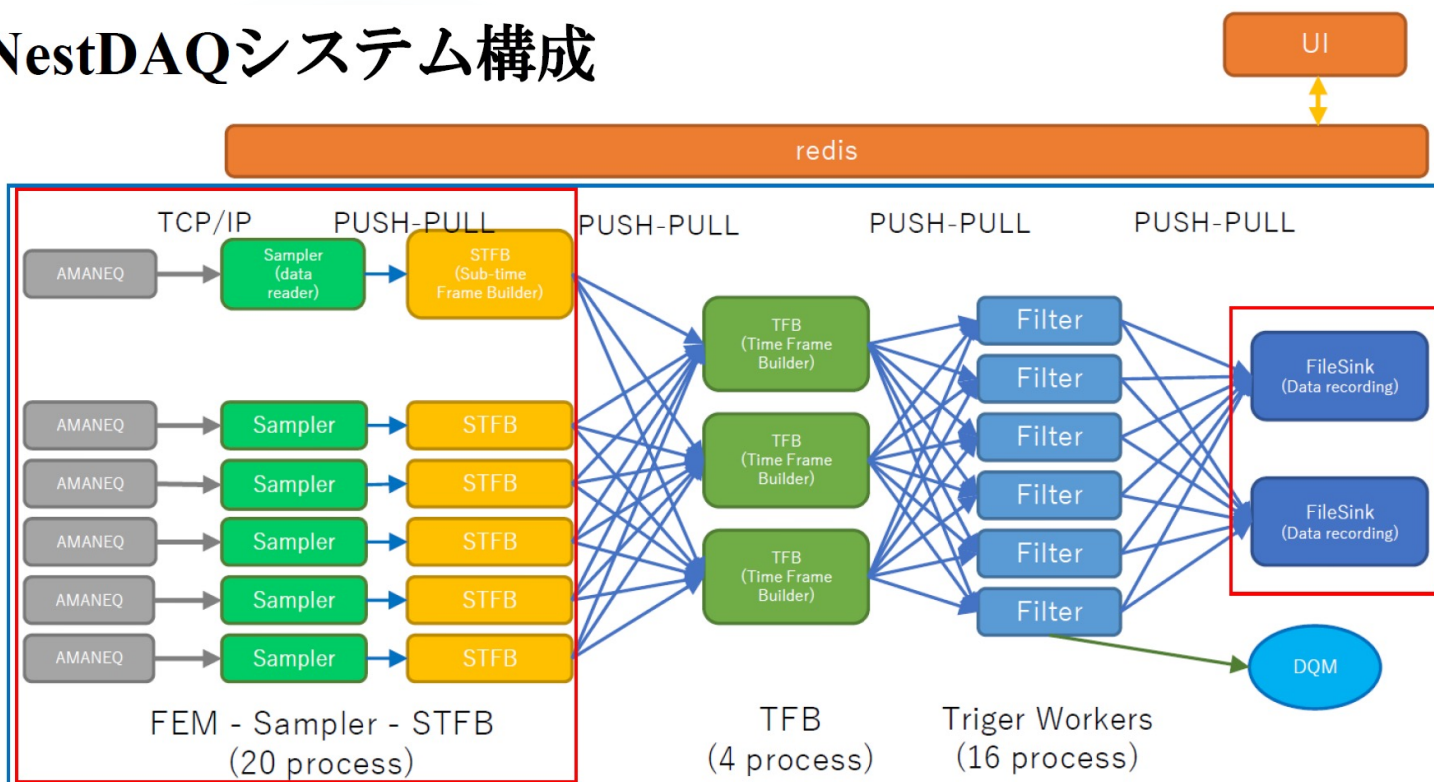 NestDAQシステム構成
UI
redis
TCP/IP
PUSH-PULL
PUSH-PULL
PUSH-PULL
PUSH-PULL
AMANEQ
Sampler
(data
reader)
STFB
(Sub-time
Frame Builder)
AMANEQ
Sampler
STFB
AMANEQ
Sampler
STFB
AMANEQ
Sampler
STFB
AMANEQ
Sampler
STFB
AMANEQ
Sampler
STFB
TFB
(Time Frame
Builder)
TFB
(Time Frame
Builder)
TFB
(Time Frame
Builder)
Filter
Filter
Filter
Filter
Filter
Filter
FileSink
(Data recording)
FileSink
(Data recording)
DQM
FEM - Sampler - STFB
(20 process)
TFB
(4 process)
Triger Workers
(16 process)